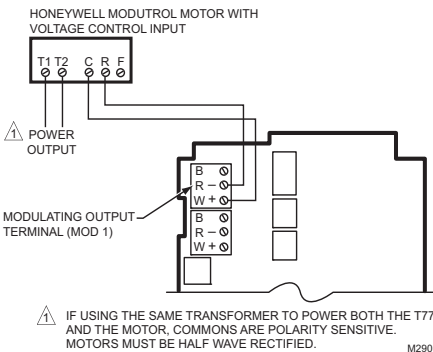 HONEYWELL MODUTROL MOTOR WITH
VOLTAGE CONTROL INPUT
T1 T2 C R F
1 POWER
OUTPUT
B
R –
W +
MODULATING OUTPUT
TERMINAL (MOD 1)
B
R –
W +
1 IF USING THE SAME TRANSFORMER TO POWER BOTH THE T77
AND THE MOTOR, COMMONS ARE POLARITY SENSITIVE.
MOTORS MUST BE HALF WAVE RECTIFIED.
M290